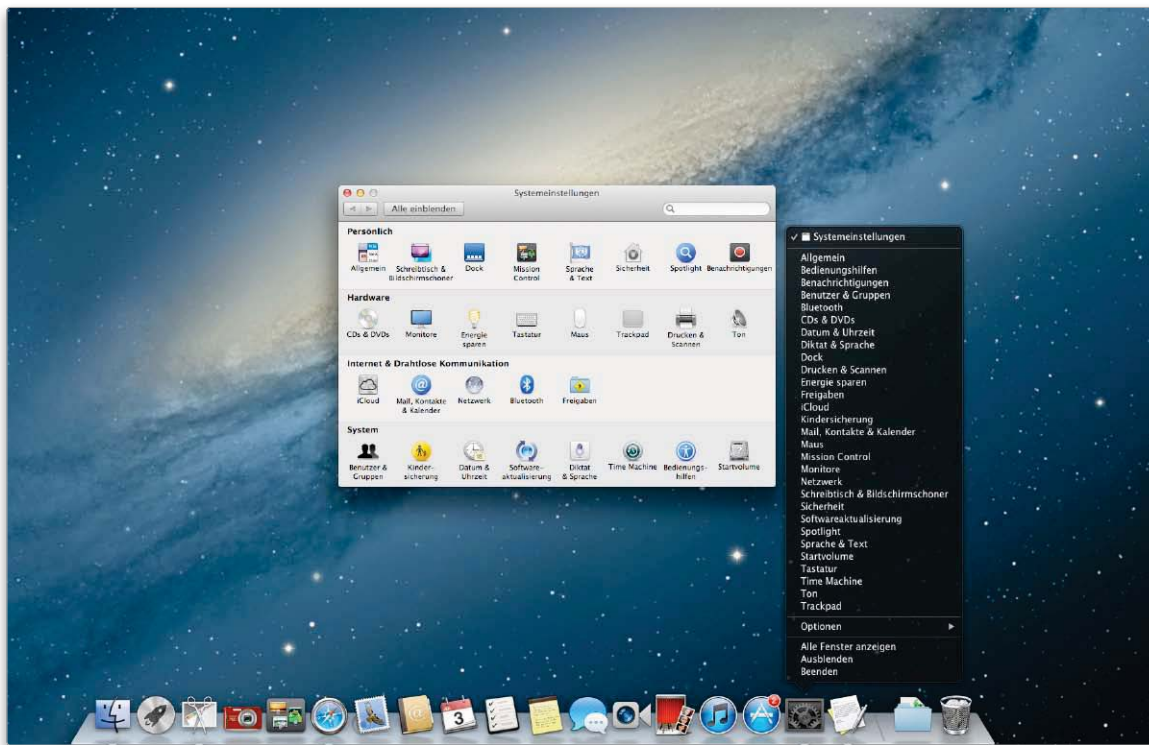 Systemeinstellungen
Alle einblenden
Persönlich
Allgemein
Schreibtisch &
Bildschirmschoner
Dock
Mission
Control
Sprache
& Text
Sicherheit
Spotlight
Benachrichtigungen
Hardware
CDs & DVDs
Monitore
Energie
sparen
Tastatur
Maus
Trackpad
Drucken &
Scannen
Ton
Internet & Drahtlose Kommunikation
iCloud
Mail, Kontakte
& Kalender
Netzwerk
Bluetooth
Freigaben
System
Benutzer &
Gruppen
Kinder-
sicherung
Datum &
Uhrzeit
Software-
aktualisierung
Diktat
& Sprache
Time Machine
Bedienungs-
hilfen
Startvolume
Systemeinstellungen
Allgemein
Bedienungshilfen
Benachrichtigungen
Benutzer & Gruppen
Bluetooth
CDs & DVDs
Datum & Uhrzeit
Diktat & Sprache
Dock
Drucken & Scannen
Energie sparen
Freigaben
iCloud
Kindersicherung
Mail, Kontakte & Kalender
Maus
Mission Control
Monitore
Netzwerk
Schreibtisch & Bildschirmschoner
Sicherheit
Softwareaktualisierung
Spotlight
Sprache & Text
Startvolume
Tastatur
Time Machine
Ton
Trackpad
Optionen
Alle Fenster anzeigen
Ausblenden
Beenden
3